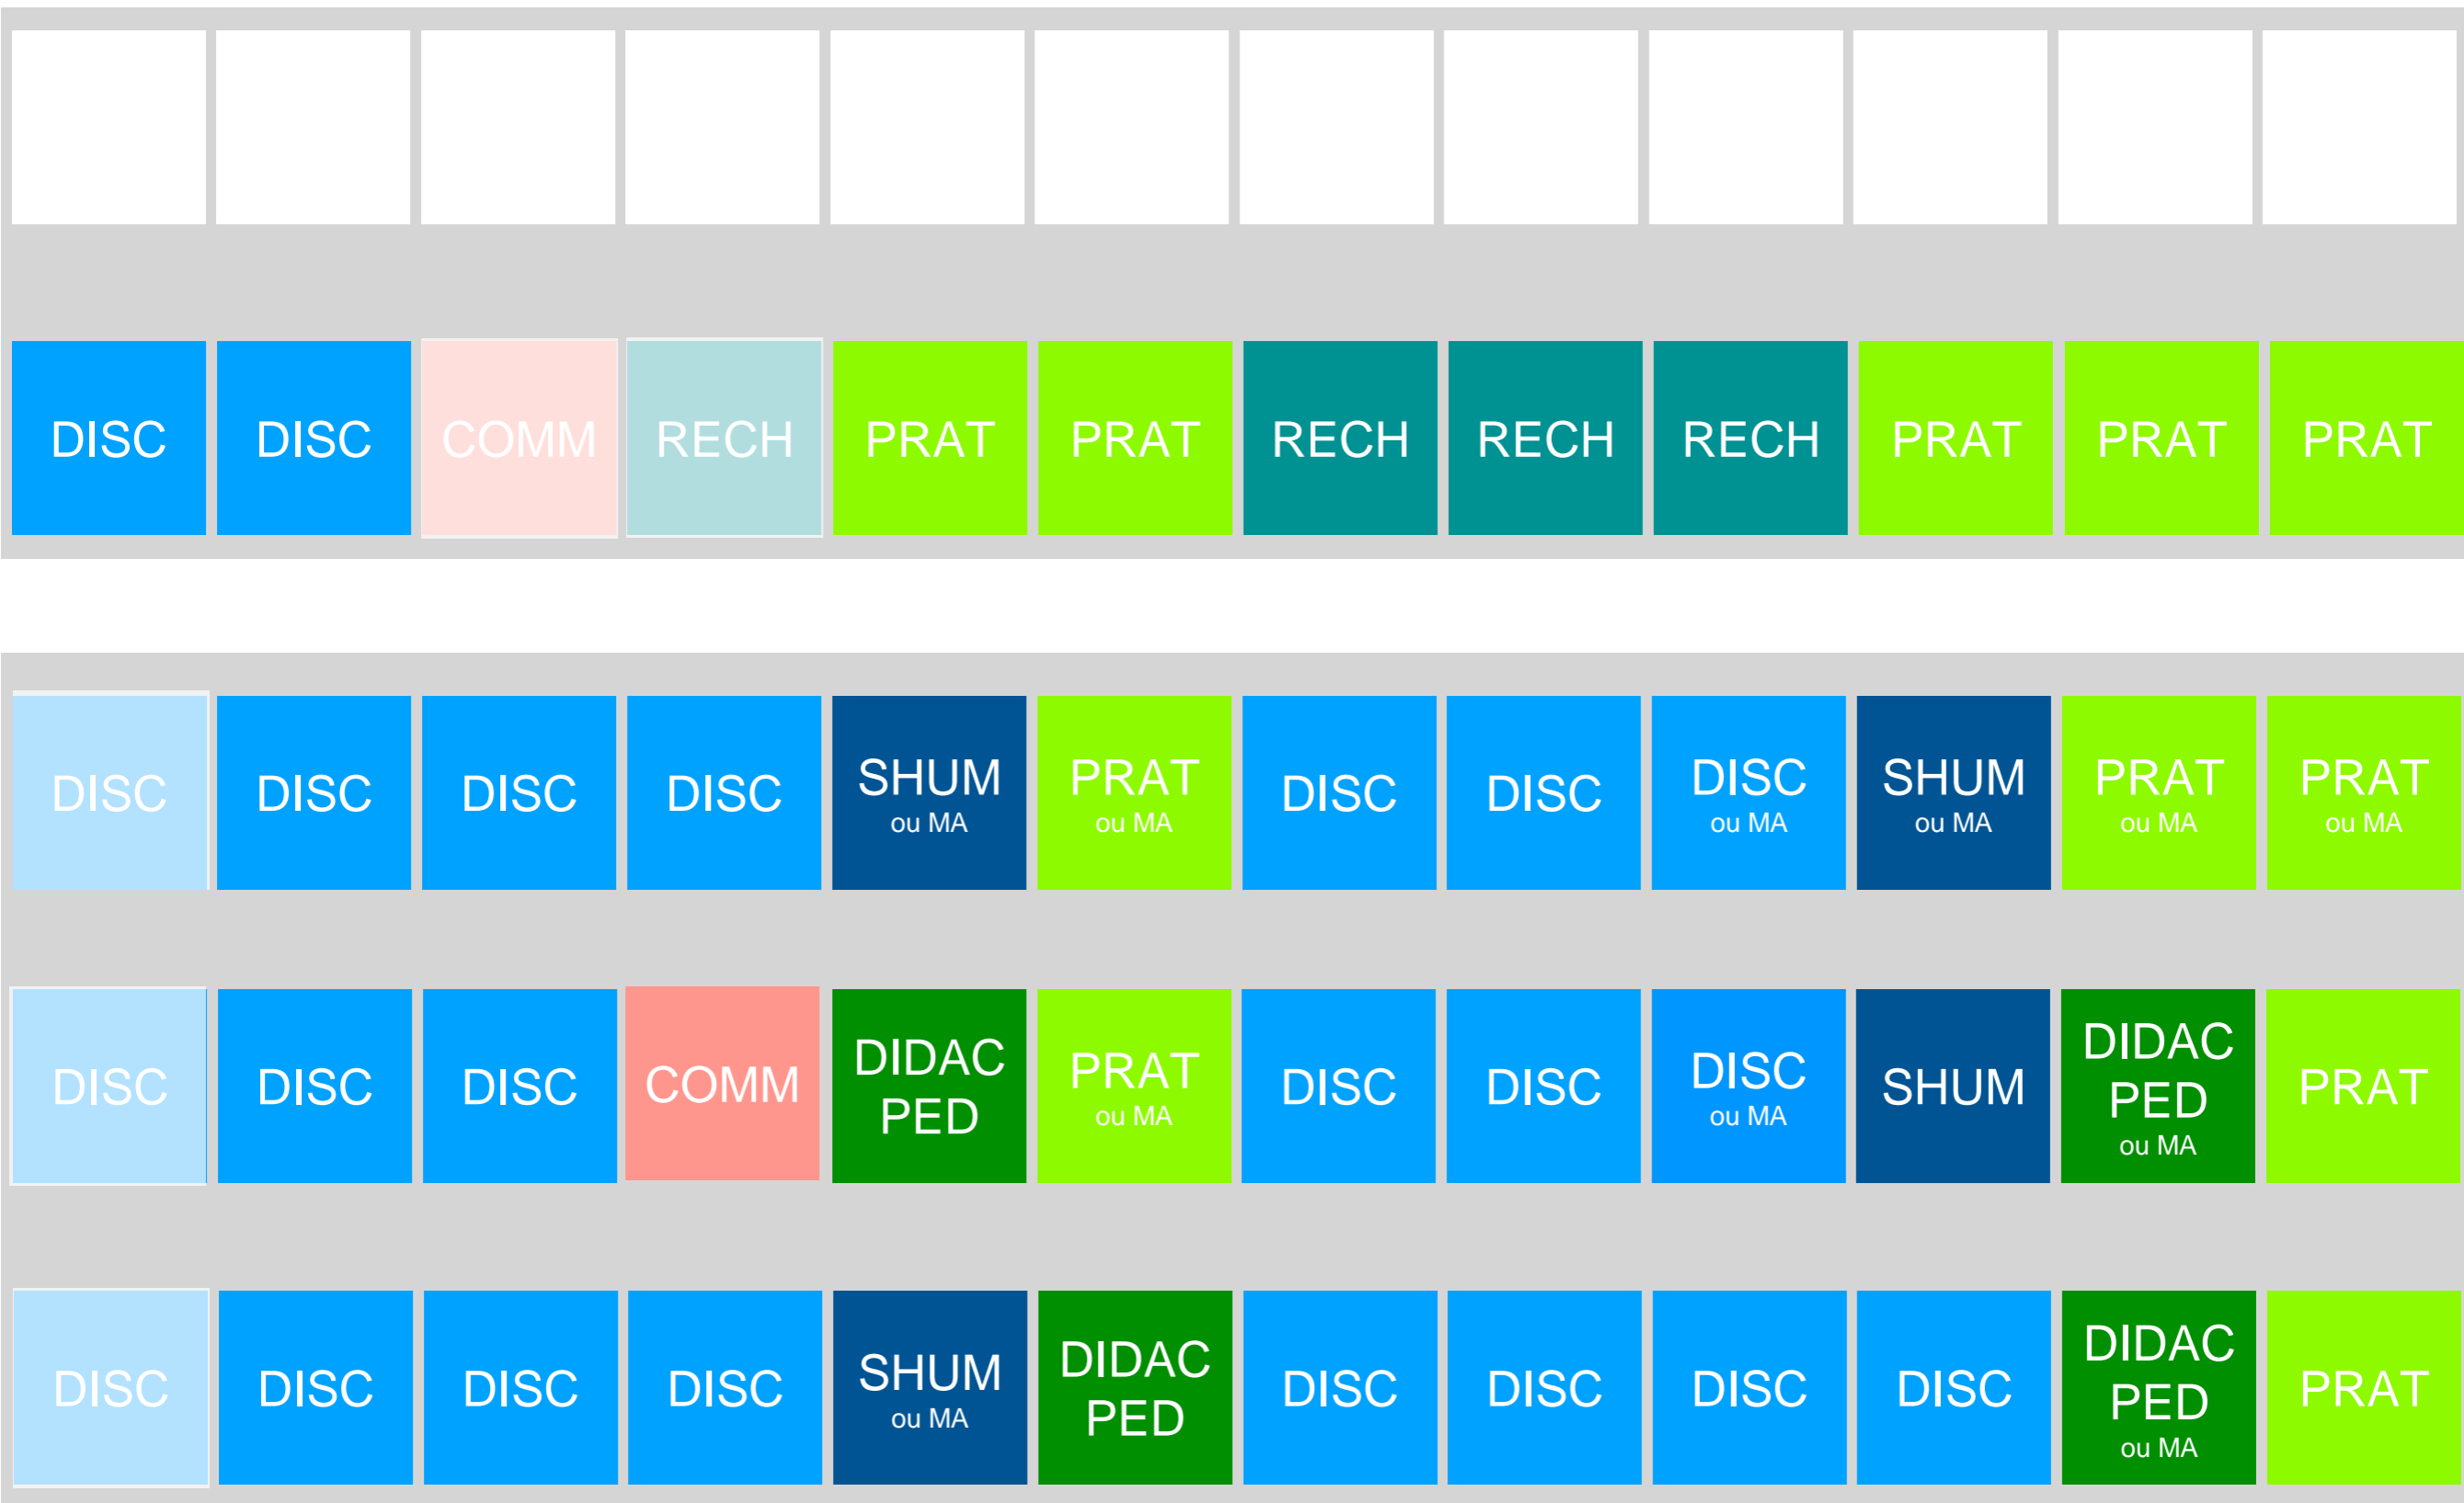 DISC DISC COMM RECH PRAT PRAT RECH RECH RECH PRAT PRAT PRAT
DISC DISC DISC DISC SHUM PRAT DISC DISC DISC SHUM PRAT PRAT
ou MA ou MA ou MA ou MA ou MA ou MA
DISC DISC DISC COMM DIDAC PRAT DISC DISC DISC SHUM DIDAC PRAT
PED ou MA ou MA PED
ou MA
DISC DISC DISC DISC SHUM DIDAC DISC DISC DISC DISC DIDAC PRAT
ou MA PED PED
ou MA